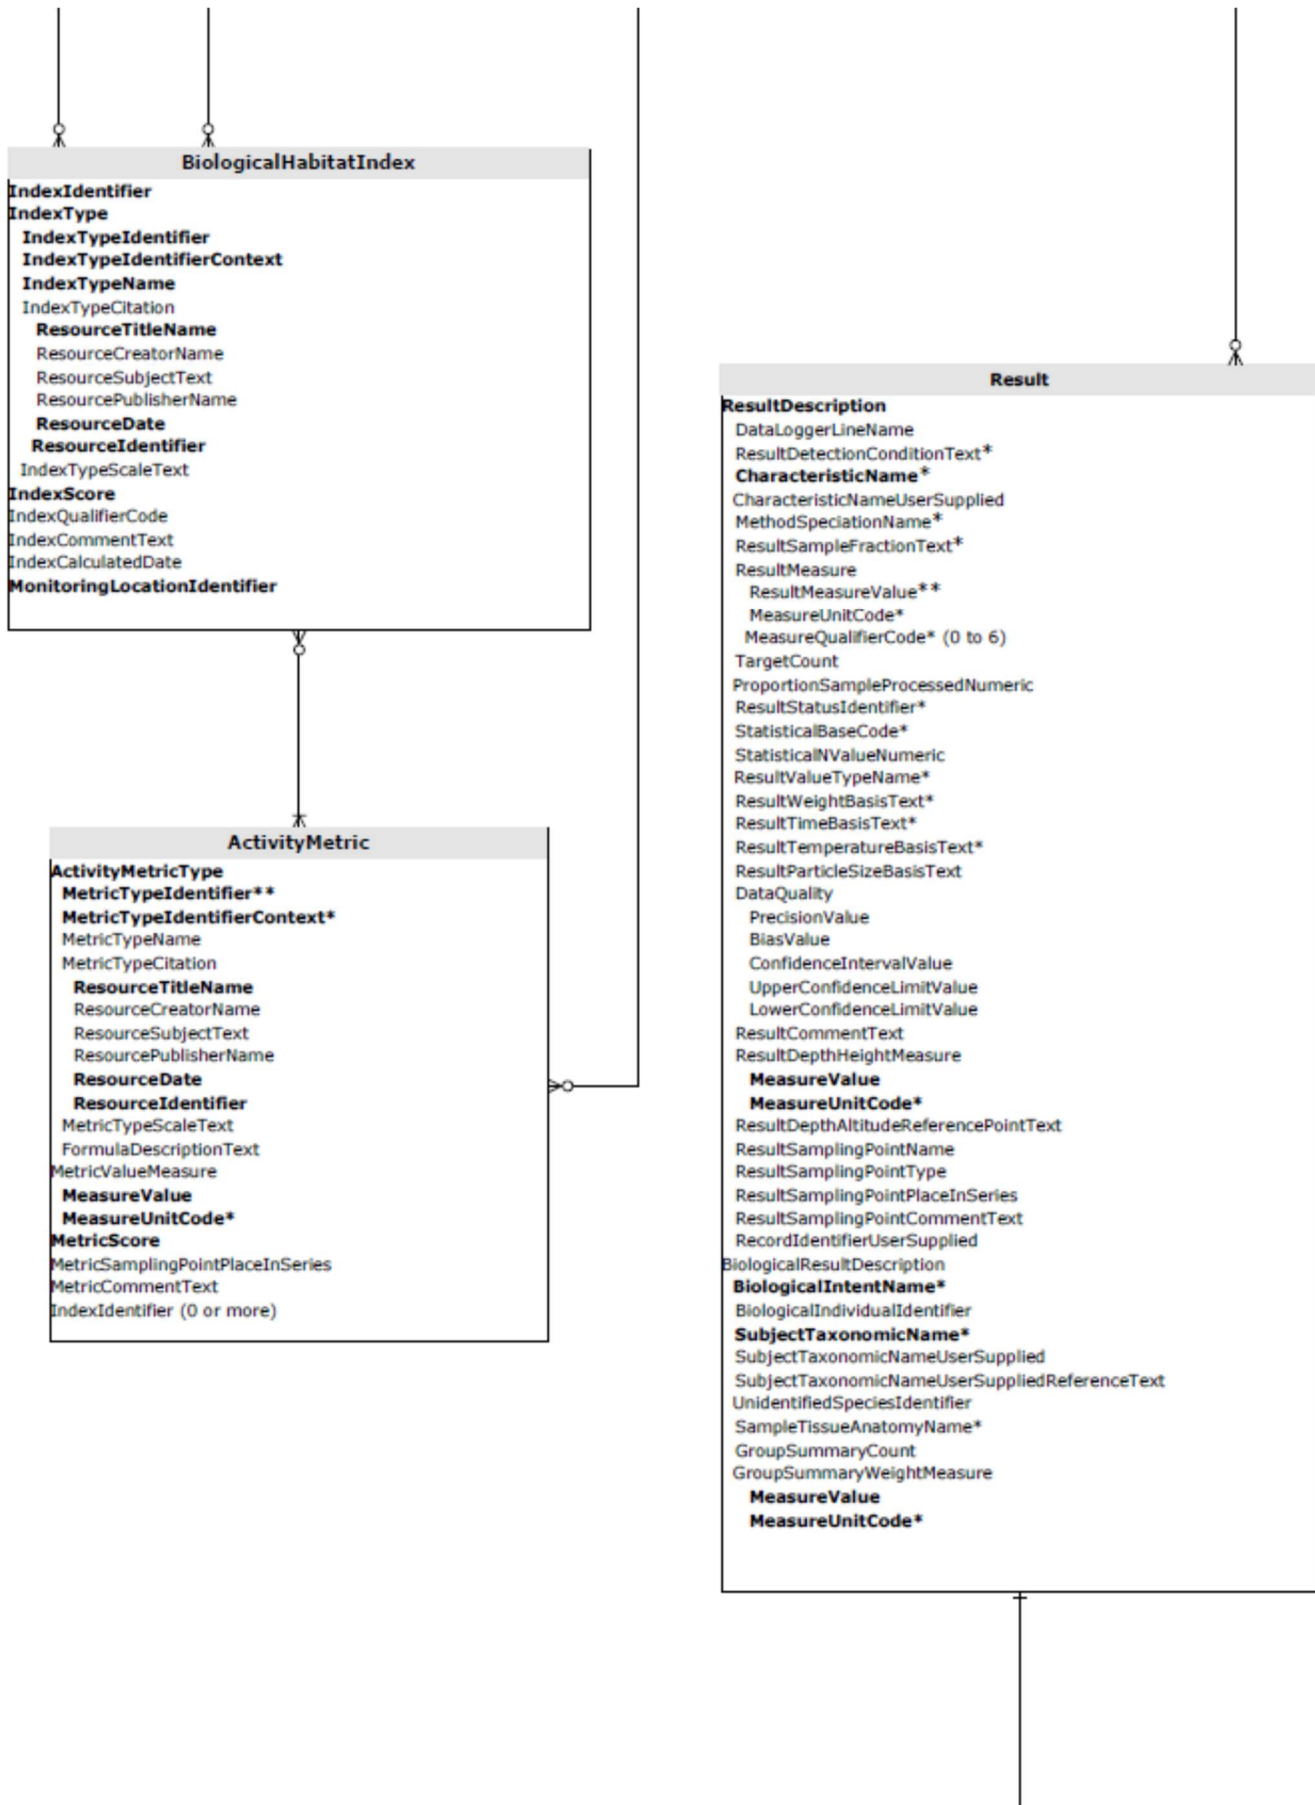 BiologicalHabitatIndex
IndexIdentifier
IndexType
IndexTypeIdentifier
IndexTypeIdentifierContext
IndexTypeName
IndexTypeCitation
ResourceTitleName
ResourceCreatorName
ResourceSubjectText
ResourcePublisherName
ResourceDate
ResourceIdentifier
IndexTypeScaleText
IndexScore
IndexQualifierCode
IndexCommentText
IndexCalculatedDate
MonitoringLocationIdentifier
ActivityMetric
ActivityMetricType
MetricTypeIdentifier**
MetricTypeIdentifierContext*
MetricTypeName
MetricTypeCitation
ResourceTitleName
ResourceCreatorName
ResourceSubjectText
ResourcePublisherName
ResourceDate
ResourceIdentifier
MetricTypeScaleText
FormulaDescriptionText
MetricValueMeasure
MeasureValue
MeasureUnitCode*
MetricScore
MetricSamplingPointPlaceInSeries
MetricCommentText
IndexIdentifier (0 or more)
Result
ResultDescription
DataLoggerLineName
ResultDetectionConditionText*
CharacteristicName*
CharacteristicNameUserSupplied
MethodSpeciationName*
ResultSampleFractionText*
ResultMeasure
ResultMeasureValue**
MeasureUnitCode*
MeasureQualifierCode* (0 to 6)
TargetCount
ProportionSampleProcessedNumeric
ResultStatusIdentifier*
StatisticalBaseCode*
StatisticalNValueNumeric
ResultValueTypeName*
ResultWeightBasisText*
ResultTimeBasisText*
ResultTemperatureBasisText*
ResultParticleSizeBasisText
DataQuality
PrecisionValue
BiasValue
ConfidenceIntervalValue
UpperConfidenceLimitValue
LowerConfidenceLimitValue
ResultCommentText
ResultDepthHeightMeasure
MeasureValue
MeasureUnitCode*
ResultDepthAltitudeReferencePointText
ResultSamplingPointName
ResultSamplingPointType
ResultSamplingPointPlaceInSeries
ResultSamplingPointCommentText
RecordIdentifierUserSupplied
BiologicalResultDescription
BiologicalIntentName*
BiologicalIndividualIdentifier
SubjectTaxonomicName*
SubjectTaxonomicNameUserSupplied
SubjectTaxonomicNameUserSuppliedReferenceText
UnidentifiedSpeciesIdentifier
SampleTissueAnatomyName*
GroupSummaryCount
GroupSummaryWeightMeasure
MeasureValue
MeasureUnitCode*